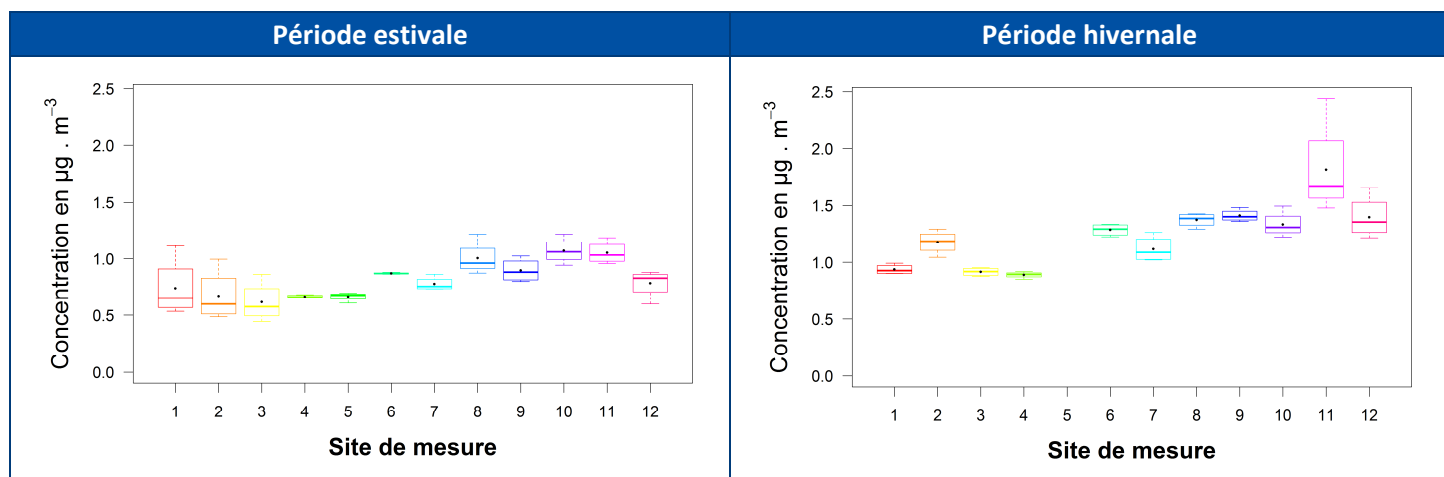 Période estivale
Période hivernale
Concentration en µg . m⁻³
2.5
2.0
1.5
1.0
0.5
0.0
1 2 3 4 5 6 7 8 9 10 11 12
Site de mesure
Concentration en µg . m⁻³
2.5
2.0
1.5
1.0
0.5
0.0
1 2 3 4 5 6 7 8 9 10 11 12
Site de mesure